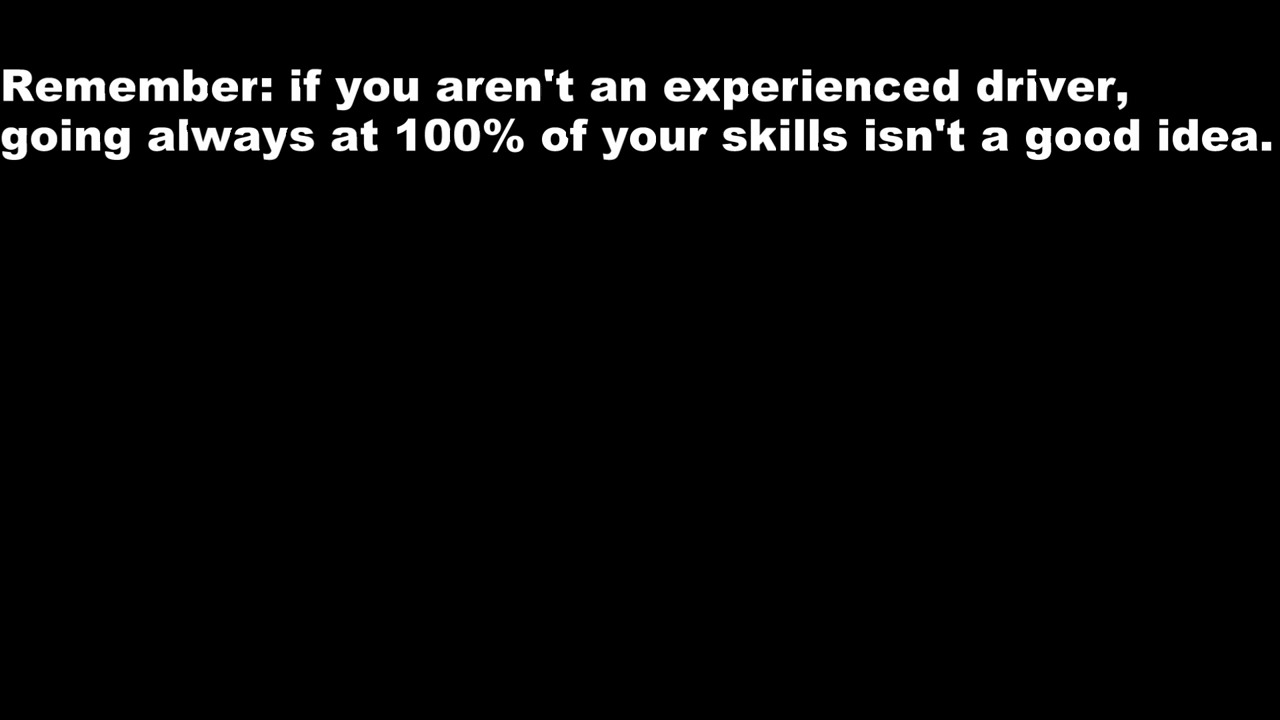 Remember: if you aren't an experienced driver,
going always at 100% of your skills isn't a good idea.